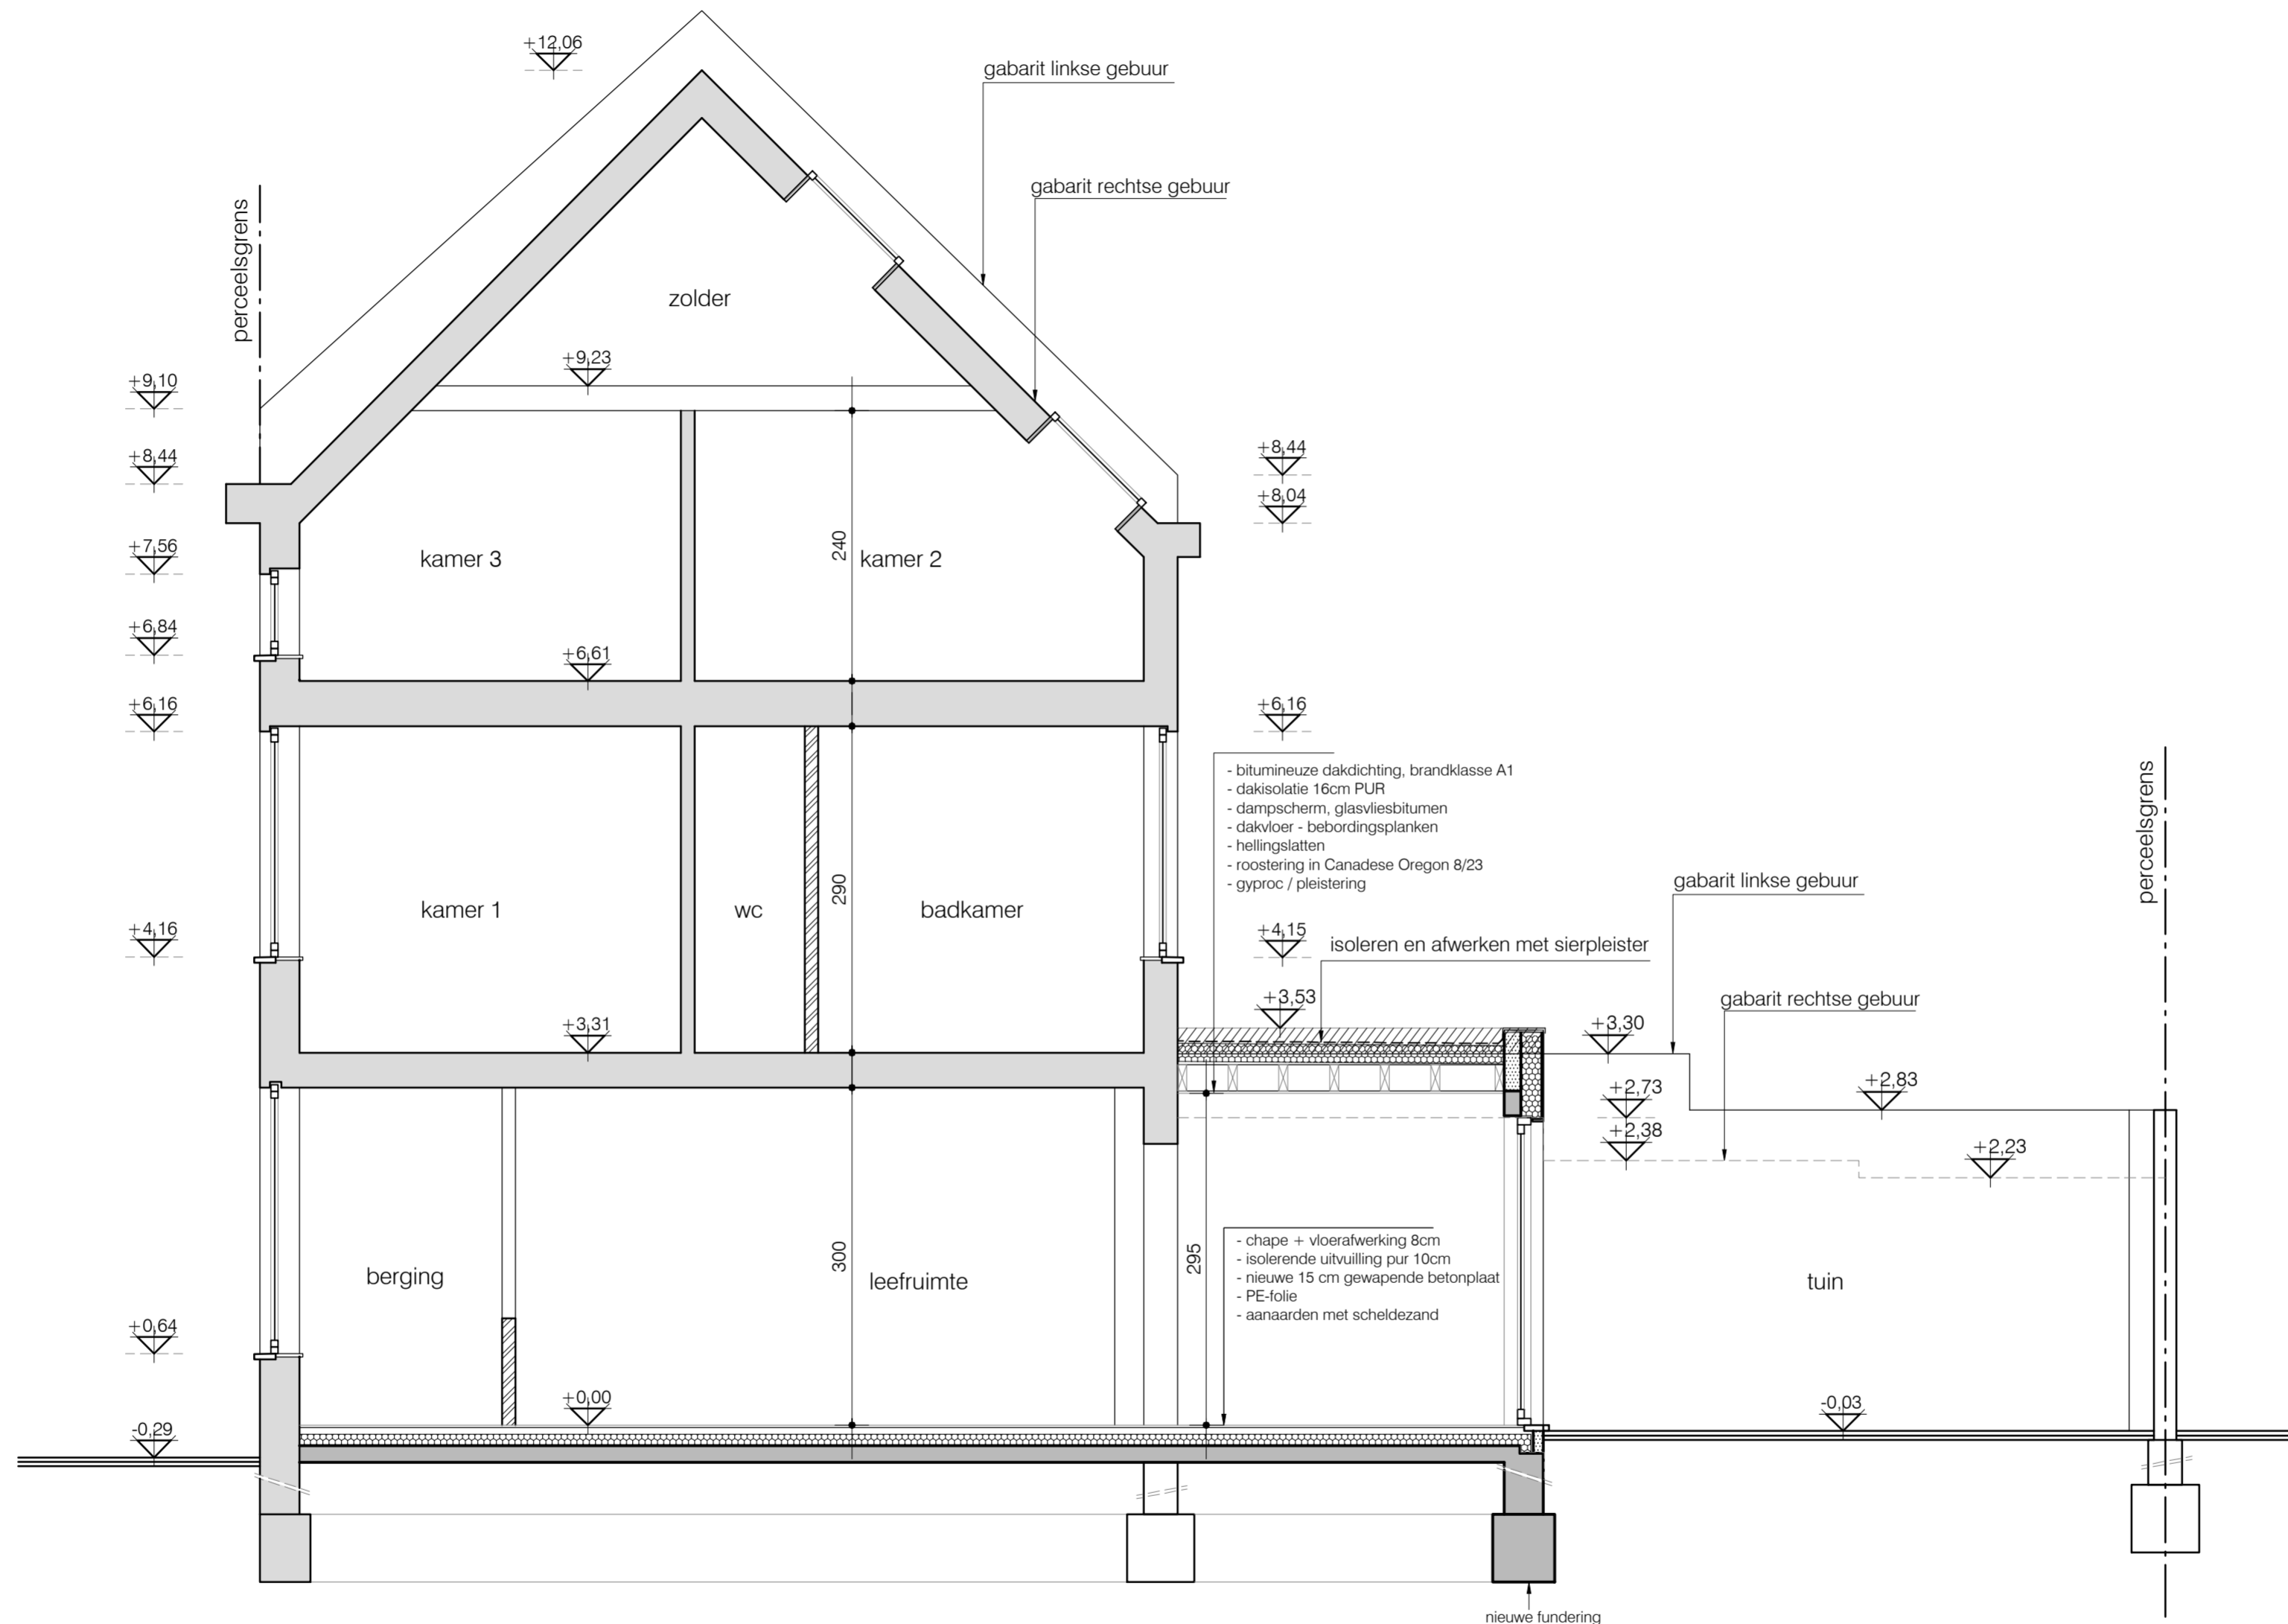 +12,06
gabarit linkse gebuur
gabarit rechtse gebuur
perceelsgrens
zolder
+9,23
+9,10
+8,44
+8,44
+8,04
+7,56
240
kamer 3
kamer 2
+6,84
+6,61
+6,16
+6,16
- bitumineuze dakdichting, brandklasse A1
- dakisolatie 16cm PUR
- dampscherm, glasvliesbitumen
- dakvloer - bebordingsplanken
- hellingslatten
- roostering in Canadese Oregon 8/23
- gyproc / pleistering
perceelsgrens
gabarit linkse gebuur
290
kamer 1
wc
badkamer
+4,16
+4,15
isoleren en afwerken met sierpleister
+3,53
gabarit rechtse gebuur
+3,31
+3,30
+2,73
+2,83
+2,38
+2,23
300
295
- chape + vloerafwerking 8cm
- isolerende uitvuilling pur 10cm
- nieuwe 15 cm gewapende betonplaat
- PE-folie
- aanaarden met scheldezand
berging
leefruimte
tuin
+0,64
+0,00
-0,03
-0,29
nieuwe fundering